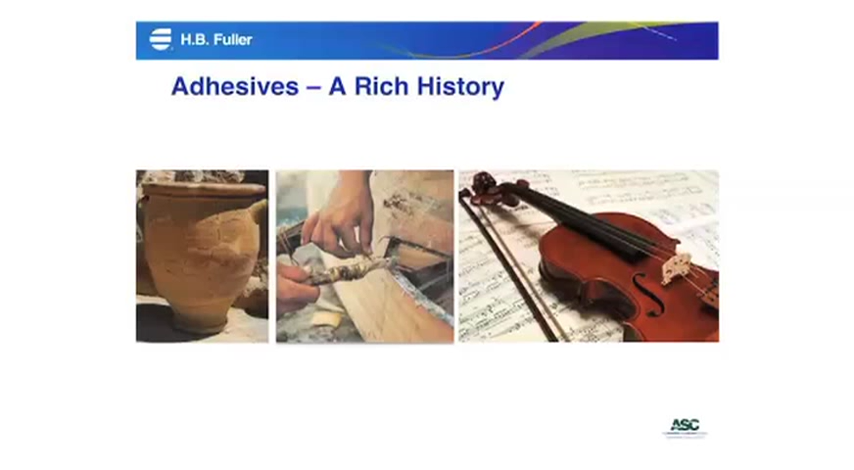 H.B. Fuller
Adhesives – A Rich History
ASC